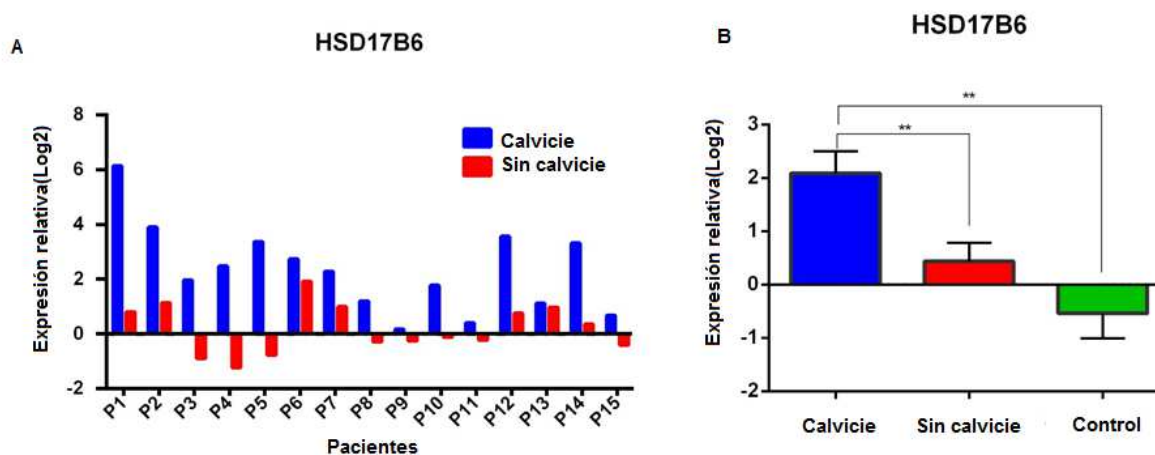 A
HSD17B6
Expresión relativa(Log2)
8
6
4
2
0
-2
Calvicie
Sin calvicie
P1 P2 P3 P4 P5 P6 P7 P8 P9 P10 P11 P12 P13 P14 P15
Pacientes
B
HSD17B6
**
**
Expresión relativa(Log2)
3
2
1
0
-1
-2
Calvicie Sin calvicie Control